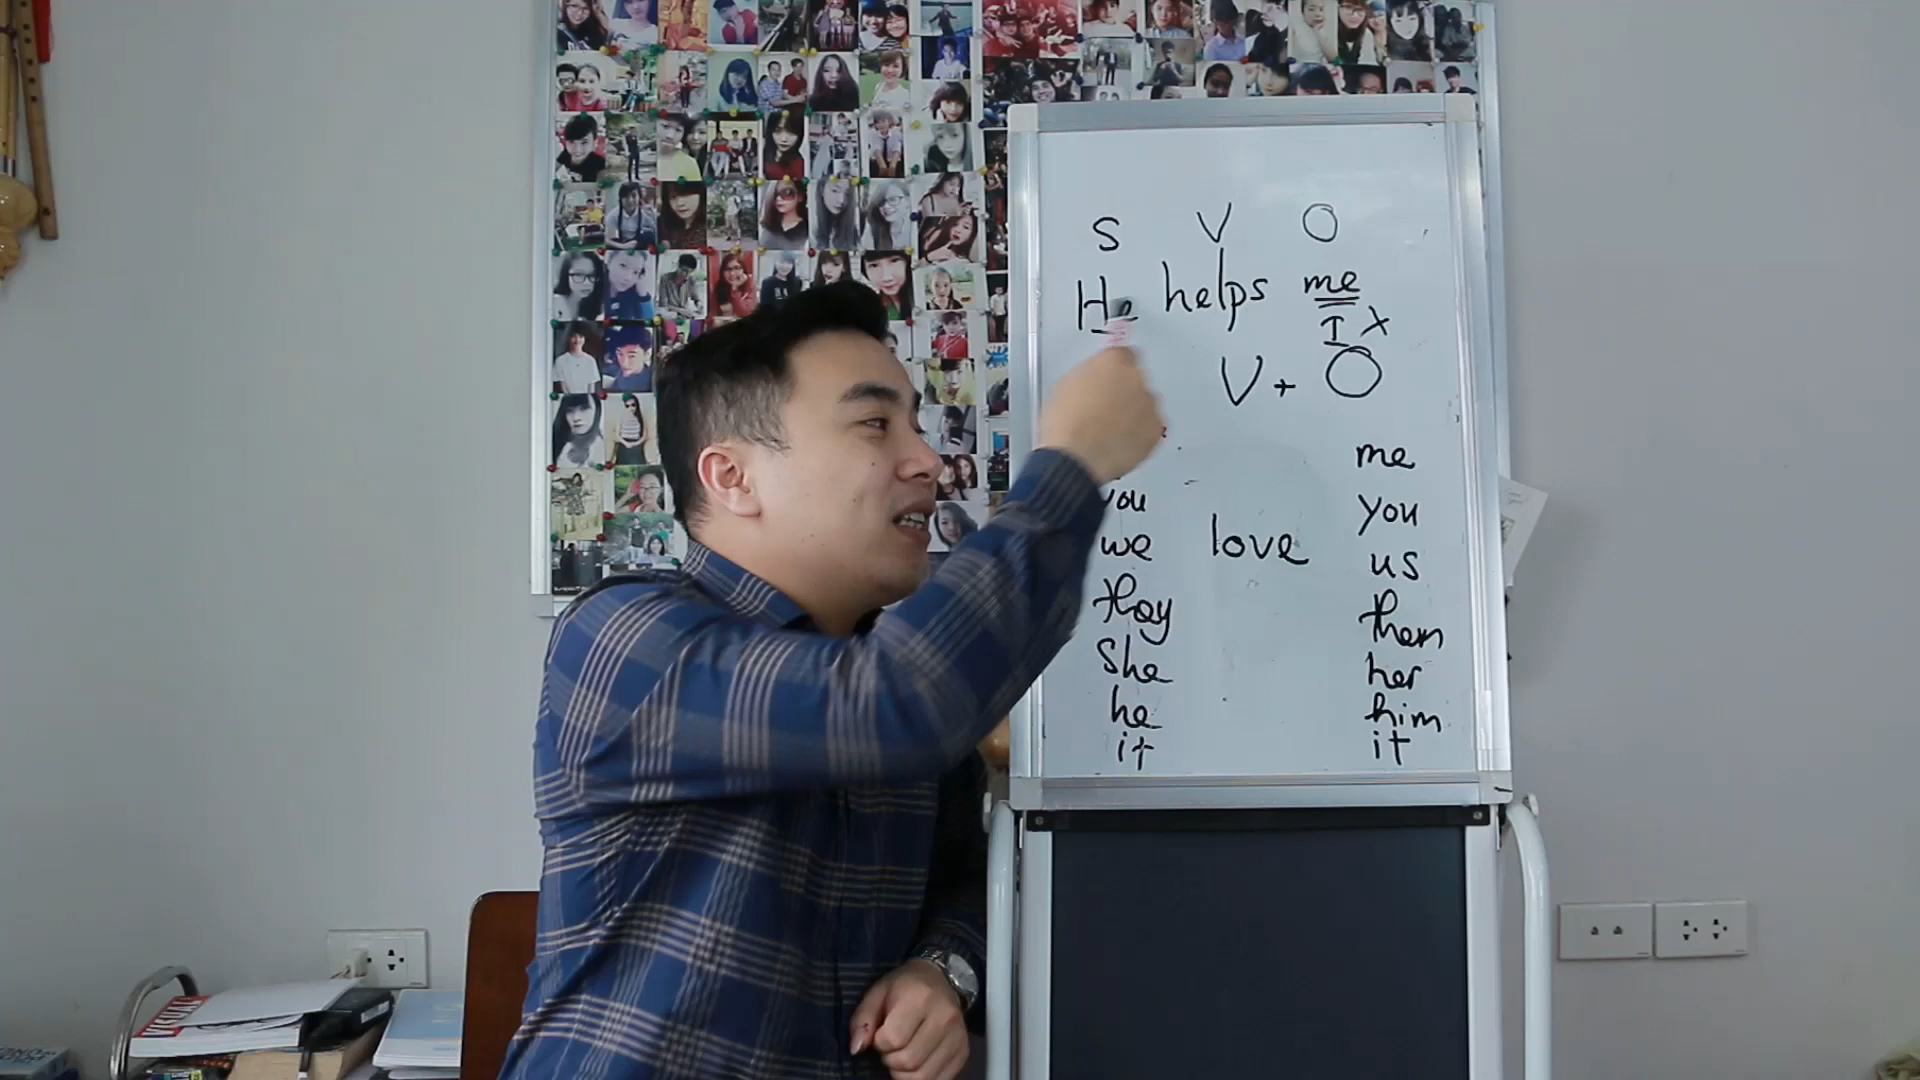 S V O
He helps me
I x
V + O
me
you you
we love us
they them
she her
he him
it it